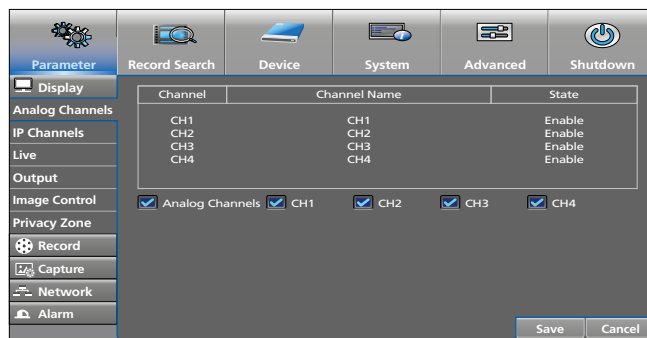 Parameter Record Search Device System Advanced Shutdown
Display
Analog Channels
IP Channels
Live
Output
Image Control
Privacy Zone
Record
Capture
Network
Alarm
Channel Channel Name State
CH1 CH1 Enable
CH2 CH2 Enable
CH3 CH3 Enable
CH4 CH4 Enable
Analog Channels CH1 CH2 CH3 CH4
Save Cancel